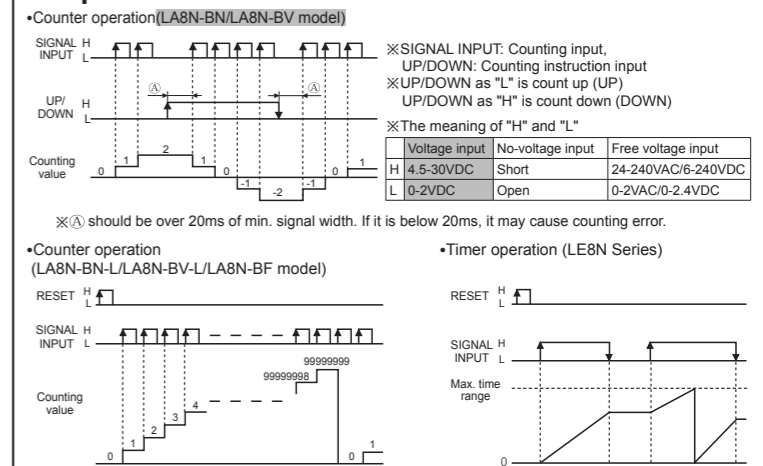 •Counter operation(LA8N-BN/LA8N-BV model)
SIGNAL H
INPUT L
Ⓐ Ⓐ
UP/ H
DOWN L
Counting
value
0 1 2 1 0 -1 -2 -1 0 1
※SIGNAL INPUT: Counting input,
UP/DOWN: Counting instruction input
※UP/DOWN as "L" is count up (UP)
UP/DOWN as "H" is count down (DOWN)
※The meaning of "H" and "L"
Voltage input No-voltage input Free voltage input
H 4.5-30VDC Short 24-240VAC/6-240VDC
L 0-2VDC Open 0-2VAC/0-2.4VDC
※Ⓐ should be over 20ms of min. signal width. If it is below 20ms, it may cause counting error.
•Counter operation
(LA8N-BN-L/LA8N-BV-L/LA8N-BF model)
RESET H
L
SIGNAL H
INPUT L
Counting
value
0 1 2 3 4 99999998 99999999 0 1
•Timer operation (LE8N Series)
RESET H
L
SIGNAL H
INPUT L
Max. time
range
0